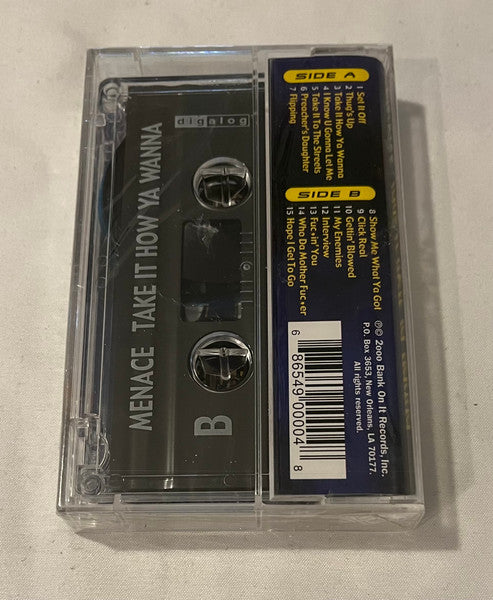 MENACE TAKE IT HOW YA WANNA
digalog
B
SIDE A
1 Set It Off
2 Thug's Up
3 Take It How Ya Wanna
4 I Know U Gonna Let Me
5 Take It To The Streets
6 Preacher's Daughter
7 Flipping
SIDE B
8 Show Me What Ya Got
9 Click Real
10 Gettin' Blowed
11 My Enemies
12 Interview
13 Fuc*in' You
14 Who Da Mother Fuc*er
15 Hope I Get To Go
℗© 2000 Bank On It Records, Inc.
P.O. Box 3653, New Orleans, LA 70177.
All rights reserved.
6 86549 00004 8